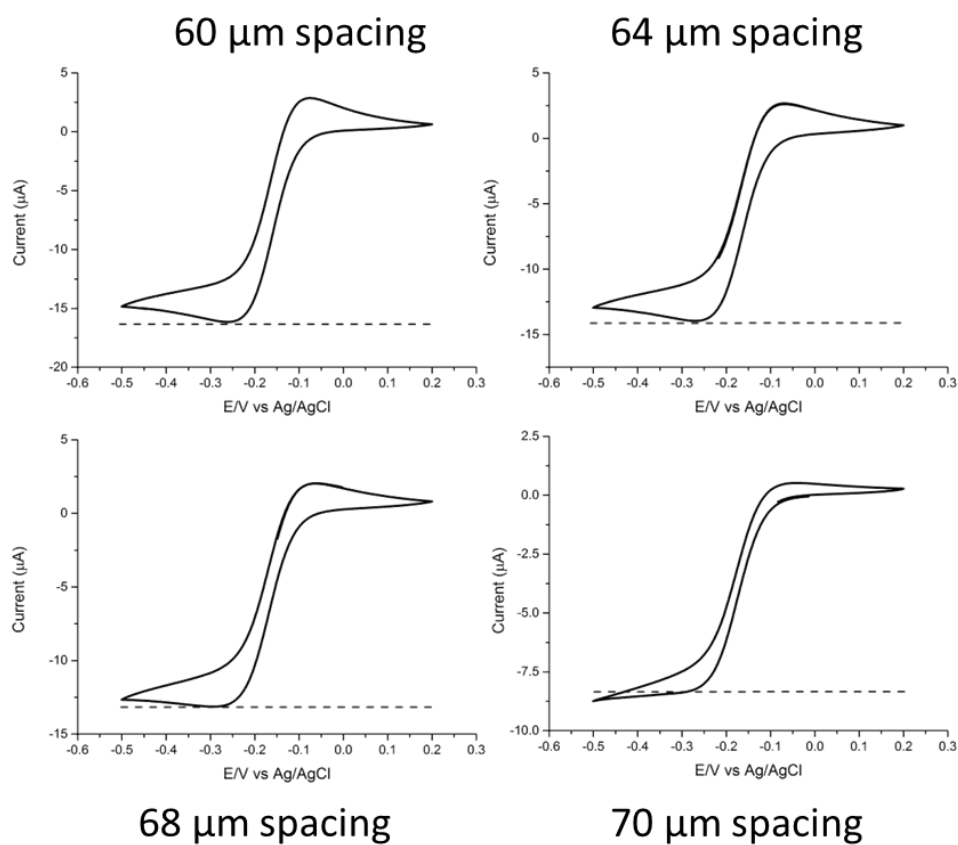 60 µm spacing
64 µm spacing
5
0
-5
-10
-15
-20
Current (µA)
-0.6 -0.5 -0.4 -0.3 -0.2 -0.1 0.0 0.1 0.2 0.3
E/V vs Ag/AgCl
5
0
-5
-10
-15
Current (µA)
-0.6 -0.5 -0.4 -0.3 -0.2 -0.1 0.0 0.1 0.2 0.3
E/V vs Ag/AgCl
5
0
-5
-10
-15
Current (µA)
-0.6 -0.5 -0.4 -0.3 -0.2 -0.1 0.0 0.1 0.2 0.3
E/V vs Ag/AgCl
2.5
0.0
-2.5
-5.0
-7.5
-10.0
Current (µA)
-0.6 -0.5 -0.4 -0.3 -0.2 -0.1 0.0 0.1 0.2 0.3
E/V vs Ag/AgCl
68 µm spacing
70 µm spacing